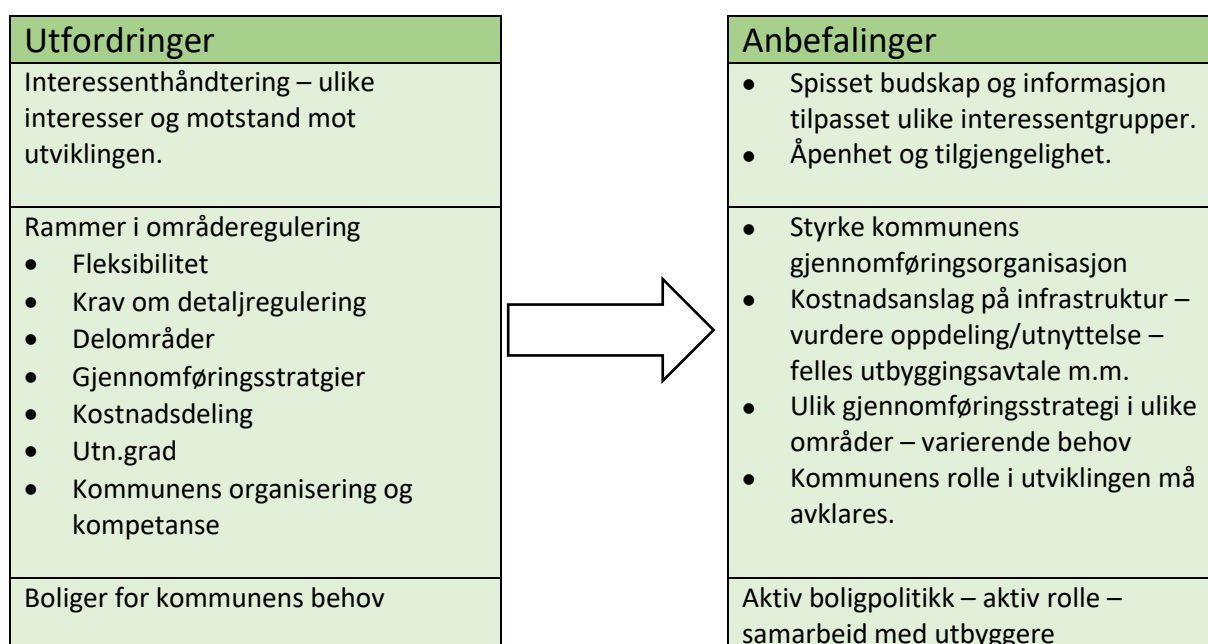 Utfordringer
Interessenthåndtering – ulike
interesser og motstand mot
utviklingen.
Rammer i områderegulering
• Fleksibilitet
• Krav om detaljregulering
• Delområder
• Gjennomføringsstratgier
• Kostnadsdeling
• Utn.grad
• Kommunens organisering og
kompetanse
Boliger for kommunens behov
Anbefalinger
• Spisset budskap og informasjon
tilpasset ulike interessentgrupper.
• Åpenhet og tilgjengelighet.
• Styrke kommunens
gjennomføringsorganisasjon
• Kostnadsanslag på infrastruktur –
vurdere oppdeling/utnyttelse –
felles utbyggingsavtale m.m.
• Ulik gjennomføringsstrategi i ulike
områder – varierende behov
• Kommunens rolle i utviklingen må
avklares.
Aktiv boligpolitikk – aktiv rolle –
samarbeid med utbyggere